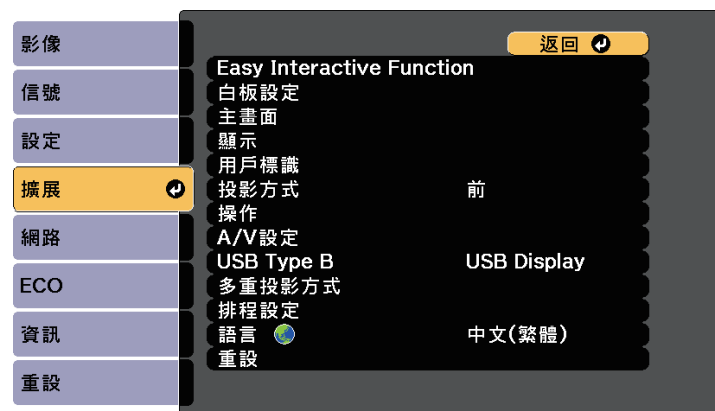 影像
信號
設定
擴展
網路
ECO
資訊
重設
返回
Easy Interactive Function
白板設定
主畫面
顯示
用戶標識
投影方式 前
操作
A/V設定
USB Type B USB Display
多重投影方式
排程設定
語言 中文(繁體)
重設